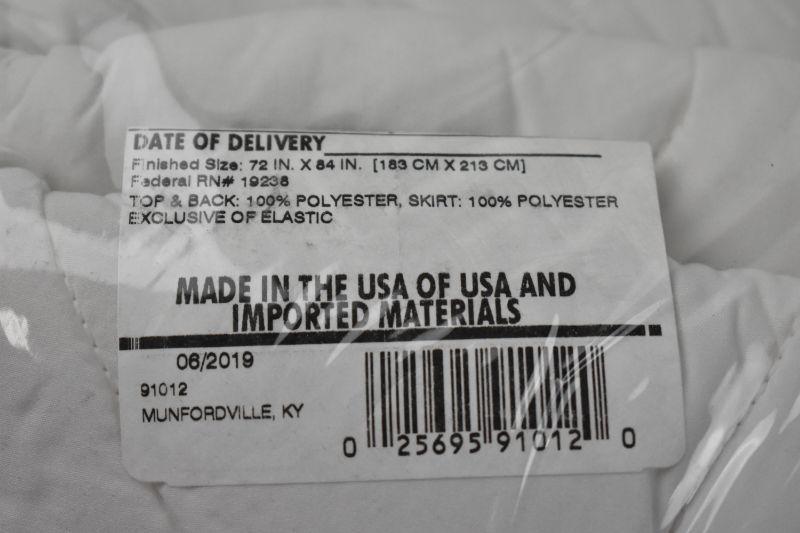 DATE OF DELIVERY
Finished Size: 72 IN. X 84 IN. [183 CM X 213 CM]
Federal RN# 19238
TOP & BACK: 100% POLYESTER, SKIRT: 100% POLYESTER
EXCLUSIVE OF ELASTIC
MADE IN THE USA OF USA AND
IMPORTED MATERIALS
06/2019
91012
MUNFORDVILLE, KY
0 25695 91012 0